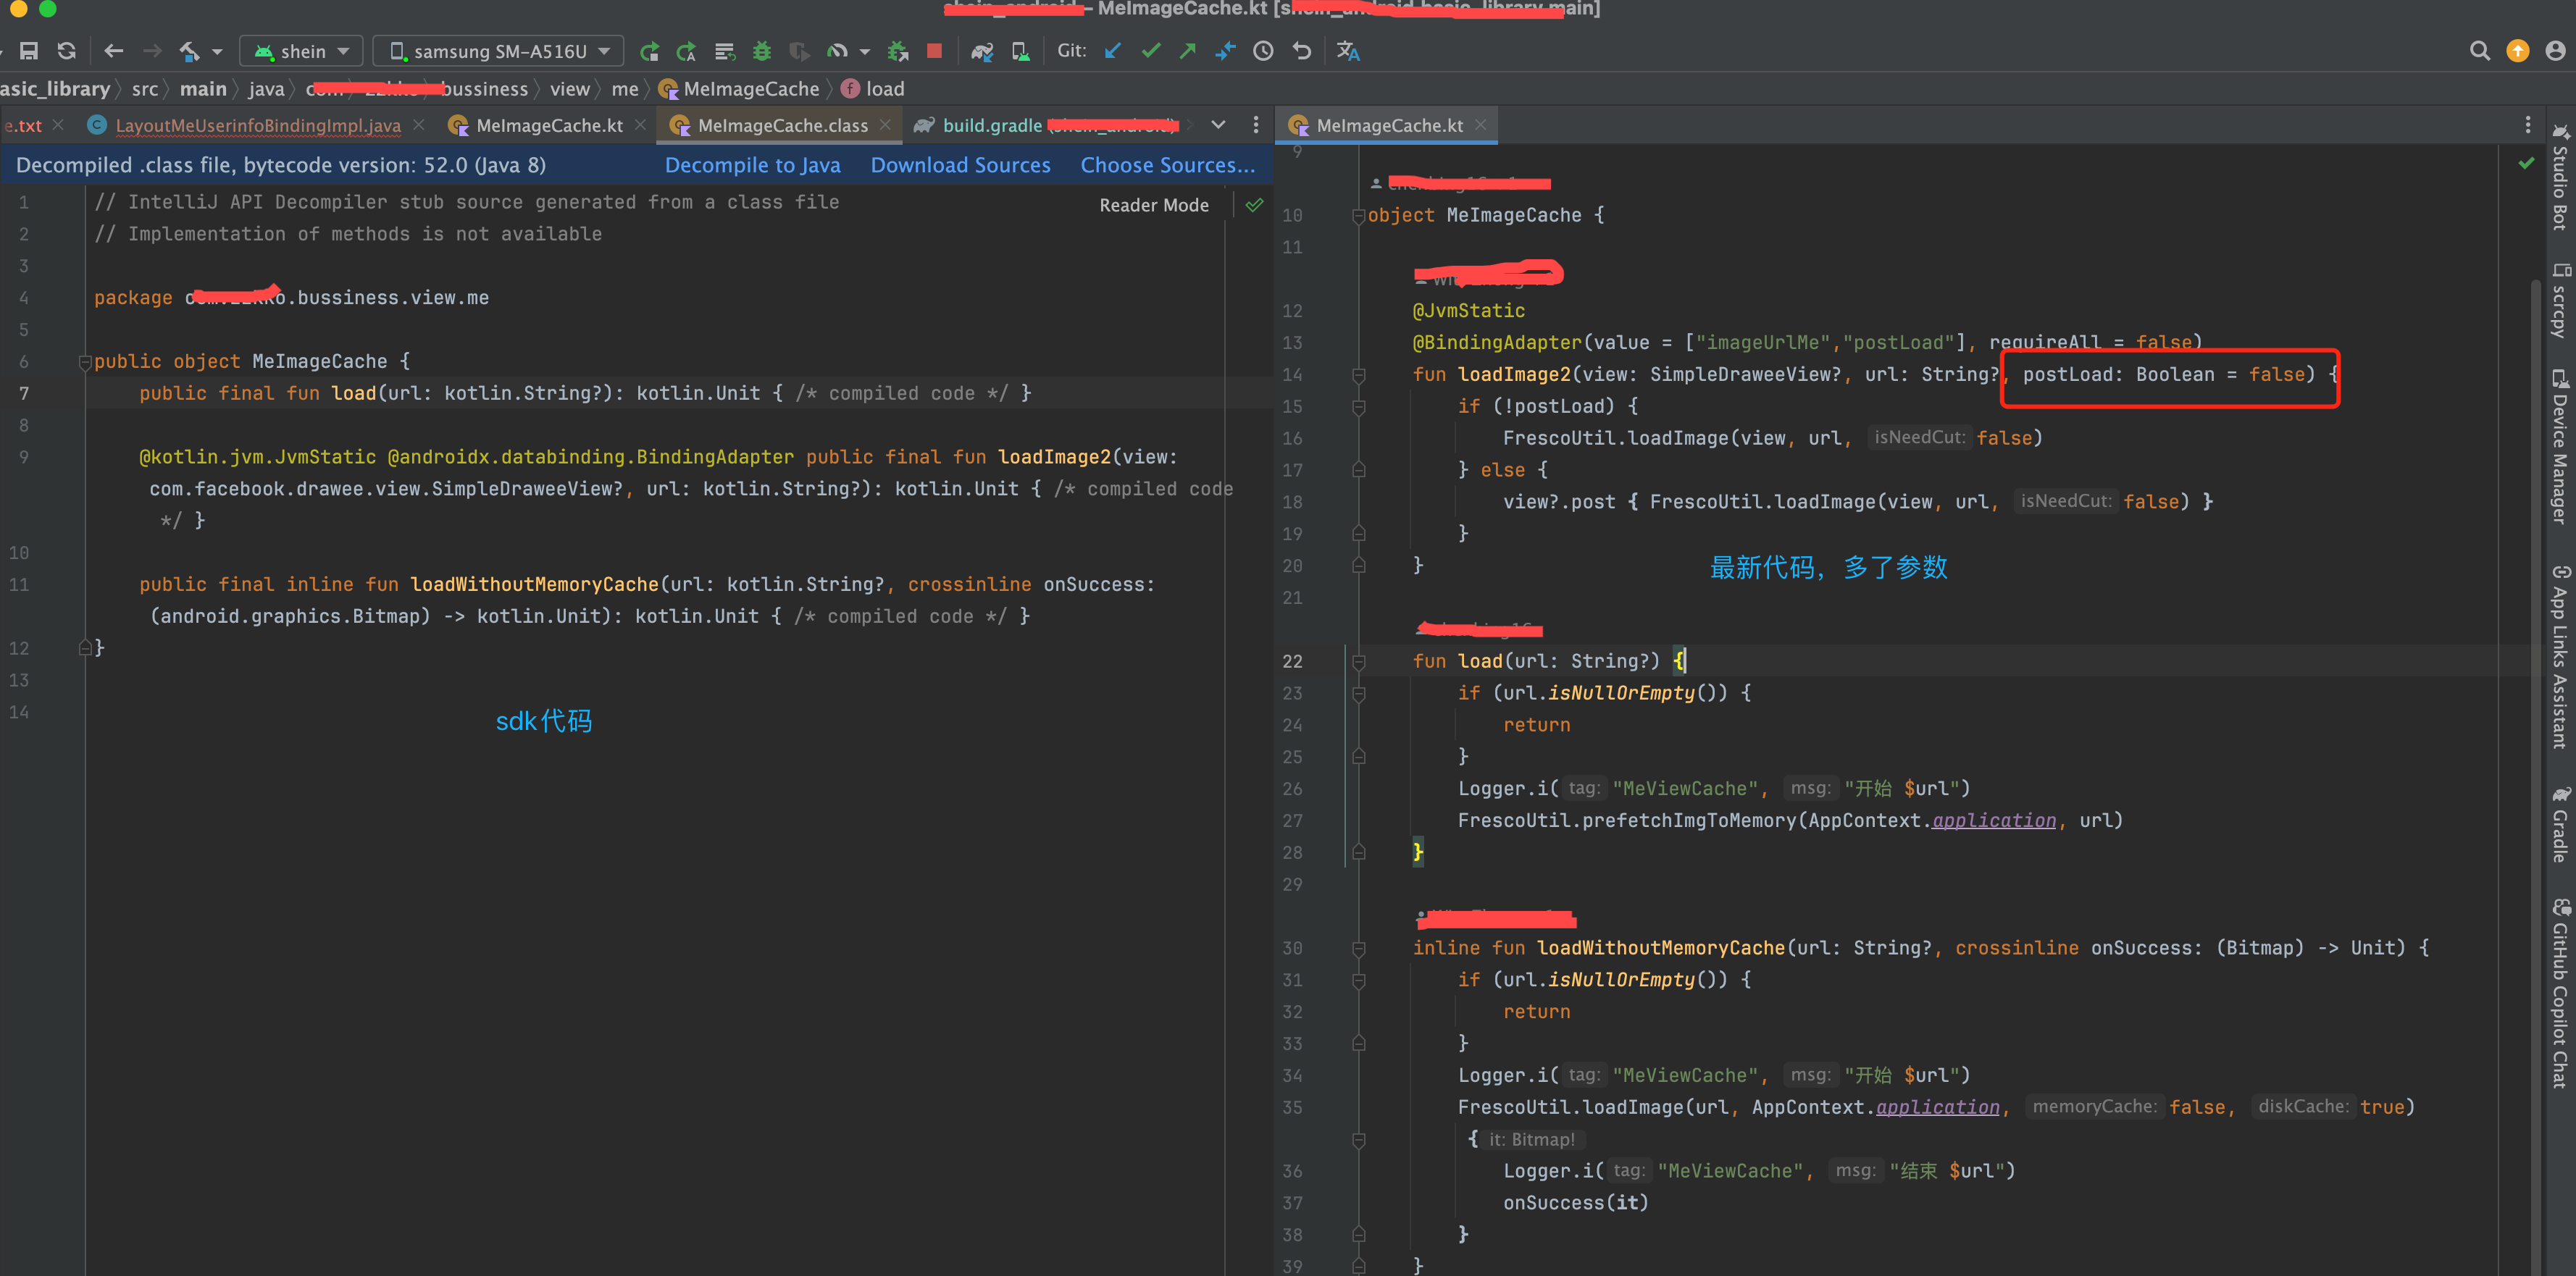 – MeImageCache.kt [
main]
shein
samsung SM-A516U
Git:
asic_library
src
main
java
bussiness
view
me
MeImageCache
load
e.txt
LayoutMeUserinfoBindingImpl.java
MeImageCache.kt
MeImageCache.class
build.gradle
MeImageCache.kt
Decompiled .class file, bytecode version: 52.0 (Java 8)
Decompile to Java
Download Sources
Choose Sources...
Reader Mode
1 // IntelliJ API Decompiler stub source generated from a class file
2 // Implementation of methods is not available
3
4 package .bussiness.view.me
5
6 public object MeImageCache {
7 public final fun load(url: kotlin.String?): kotlin.Unit { /* compiled code */ }
8
9 @kotlin.jvm.JvmStatic @androidx.databinding.BindingAdapter public final fun loadImage2(view:
com.facebook.drawee.view.SimpleDraweeView?, url: kotlin.String?): kotlin.Unit { /* compiled code
*/ }
10
11 public final inline fun loadWithoutMemoryCache(url: kotlin.String?, crossinline onSuccess:
(android.graphics.Bitmap) -> kotlin.Unit): kotlin.Unit { /* compiled code */ }
12 }
13
14
sdk代码
9
10 object MeImageCache {
11
12 @JvmStatic
13 @BindingAdapter(value = ["imageUrlMe","postLoad"], requireAll = false)
14 fun loadImage2(view: SimpleDraweeView?, url: String?, postLoad: Boolean = false) {
15 if (!postLoad) {
16 FrescoUtil.loadImage(view, url, isNeedCut: false)
17 } else {
18 view?.post { FrescoUtil.loadImage(view, url, isNeedCut: false) }
19 }
20 }
最新代码，多了参数
21
22 fun load(url: String?) {
23 if (url.isNullOrEmpty()) {
24 return
25 }
26 Logger.i( tag: "MeViewCache", msg: "开始 $url")
27 FrescoUtil.prefetchImgToMemory(AppContext.application, url)
28 }
29
30 inline fun loadWithoutMemoryCache(url: String?, crossinline onSuccess: (Bitmap) -> Unit) {
31 if (url.isNullOrEmpty()) {
32 return
33 }
34 Logger.i( tag: "MeViewCache", msg: "开始 $url")
35 FrescoUtil.loadImage(url, AppContext.application, memoryCache: false, diskCache: true)
{ it: Bitmap!
36 Logger.i( tag: "MeViewCache", msg: "结束 $url")
37 onSuccess(it)
38 }
39 }
Studio Bot
scrcpy
Device Manager
App Links Assistant
Gradle
GitHub Copilot Chat